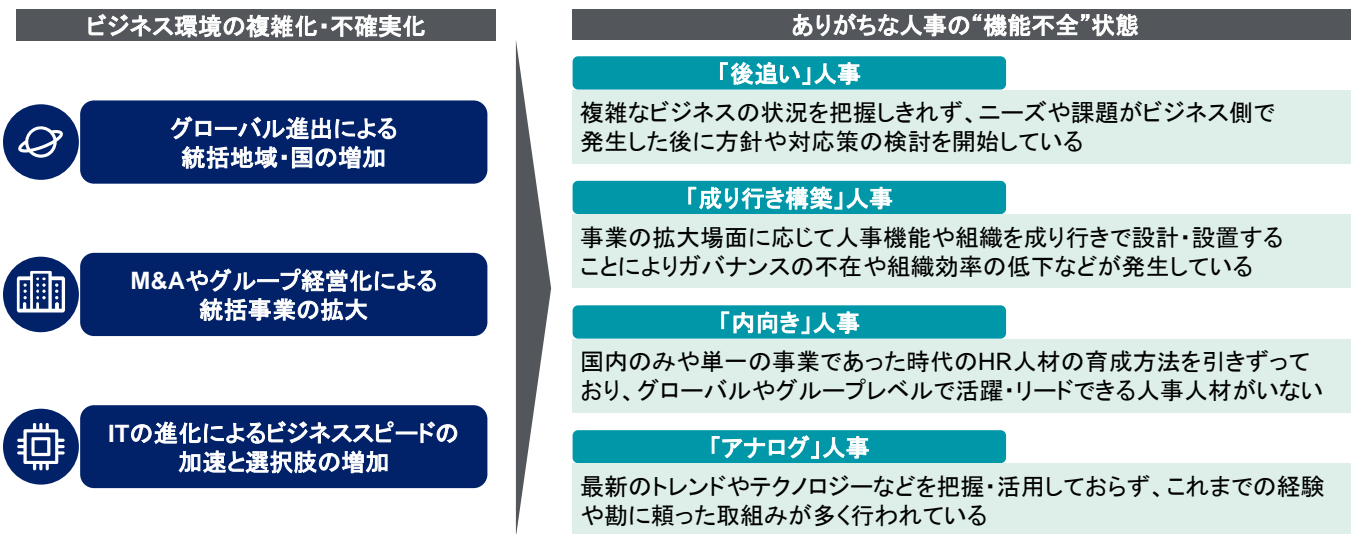 ビジネス環境の複雑化・不確実化
グローバル進出による
統括地域・国の増加
M&Aやグループ経営化による
統括事業の拡大
ITの進化によるビジネススピードの
加速と選択肢の増加
ありがちな人事の“機能不全”状態
「後追い」人事
複雑なビジネスの状況を把握しきれず、ニーズや課題がビジネス側で
発生した後に方針や対応策の検討を開始している
「成り行き構築」人事
事業の拡大場面に応じて人事機能や組織を成り行きで設計・設置する
ことによりガバナンスの不在や組織効率の低下などが発生している
「内向き」人事
国内のみや単一の事業であった時代のHR人材の育成方法を引きずって
おり、グローバルやグループレベルで活躍・リードできる人事人材がいない
「アナログ」人事
最新のトレンドやテクノロジーなどを把握・活用しておらず、これまでの経験
や勘に頼った取組みが多く行われている